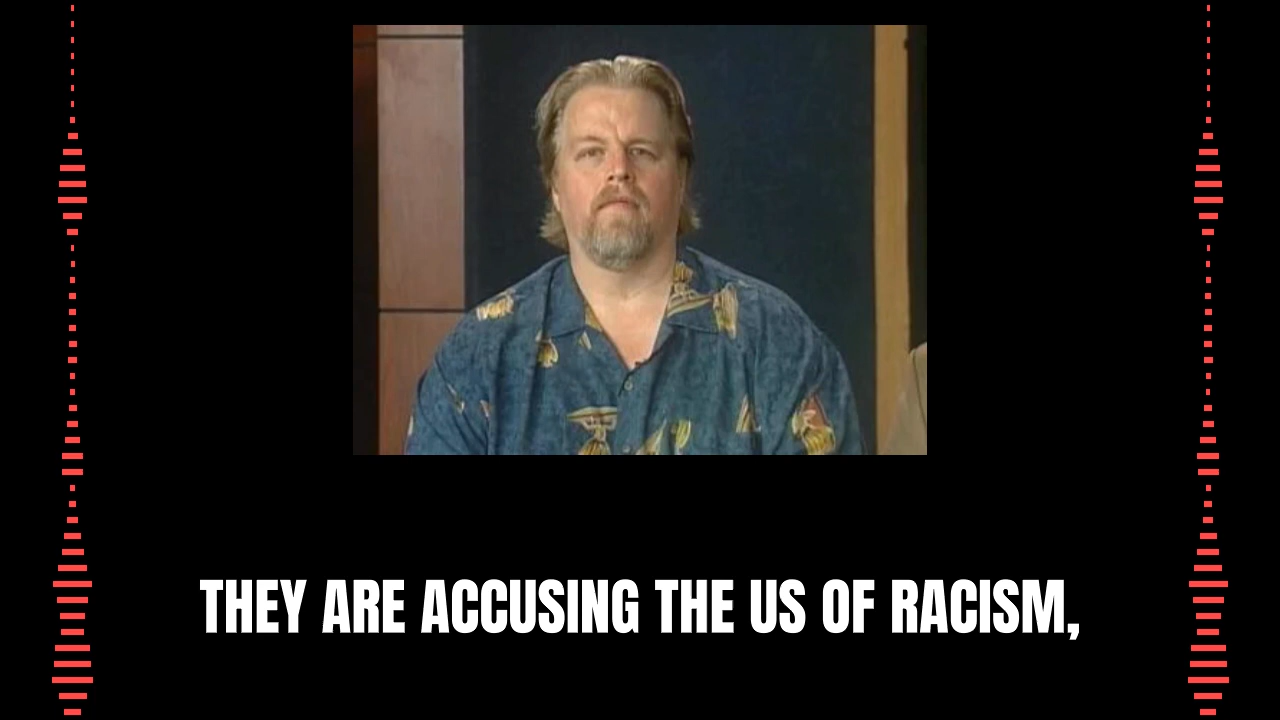 THEY ARE ACCUSING THE US OF RACISM,